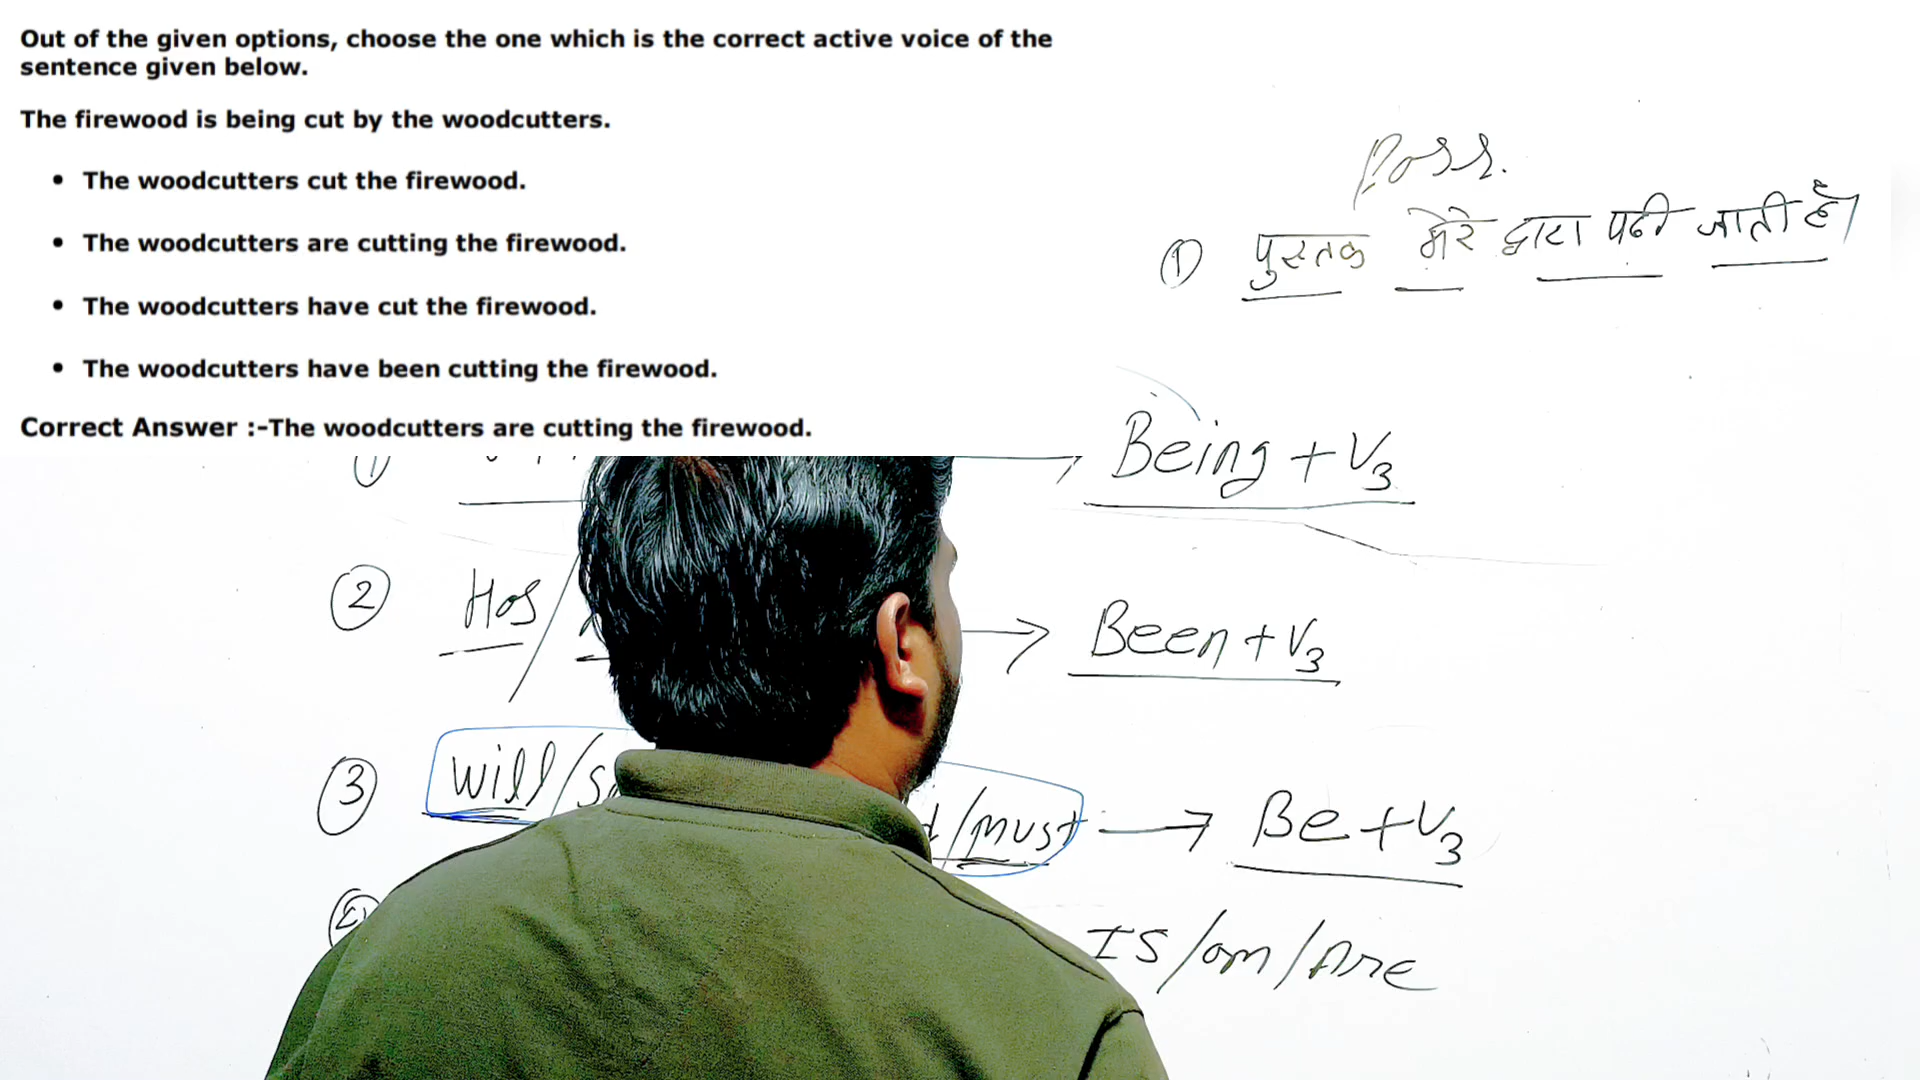 Out of the given options, choose the one which is the correct active voice of the
sentence given below.
The firewood is being cut by the woodcutters.
• The woodcutters cut the firewood.
• The woodcutters are cutting the firewood.
• The woodcutters have cut the firewood.
• The woodcutters have been cutting the firewood.
Correct Answer :-The woodcutters are cutting the firewood.
① पुस्तक मेरे द्वारा पढी जाती है।
① → Being + V3
② Has/ → Been + V3
③ will/ /must → Be + V3
Is/am/Are